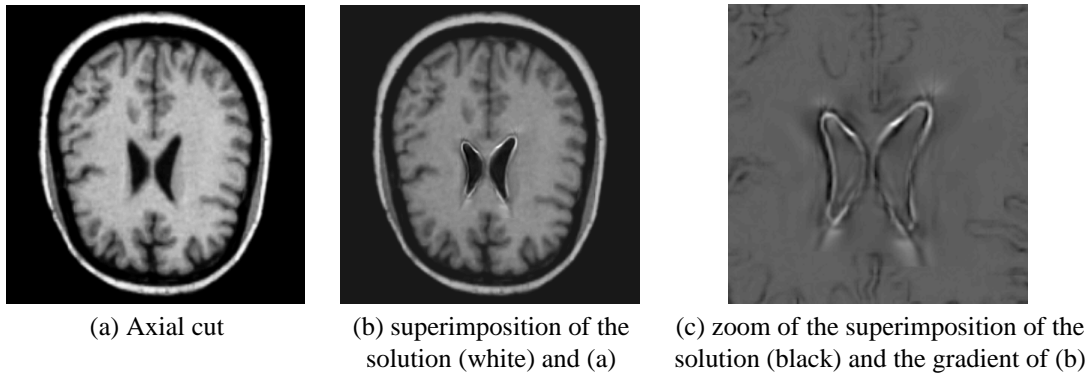 (a) Axial cut
(b) superimposition of the
solution (white) and (a)
(c) zoom of the superimposition of the
solution (black) and the gradient of (b)